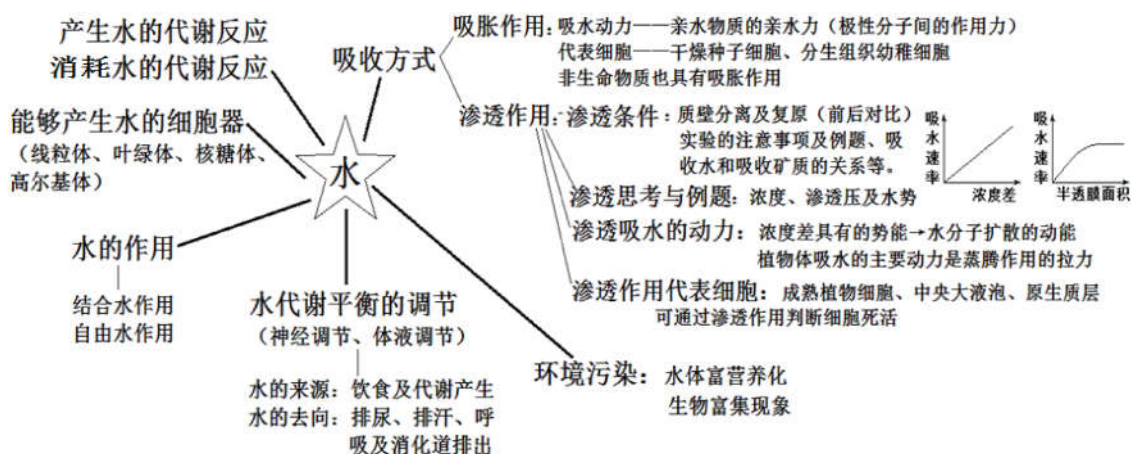 产生水的代谢反应
消耗水的代谢反应
能够产生水的细胞器
（线粒体、叶绿体、核糖体、
高尔基体）
水
水的作用
结合水作用
自由水作用
水代谢平衡的调节
（神经调节、体液调节）
水的来源：饮食及代谢产生
水的去向：排尿、排汗、呼
吸及消化道排出
吸收方式
吸胀作用：吸水动力——亲水物质的亲水力（极性分子间的作用力）
代表细胞——干燥种子细胞、分生组织幼稚细胞
非生命物质也具有吸胀作用
渗透作用：
渗透条件：质壁分离及复原（前后对比）
实验的注意事项及例题、吸
收水和吸收矿质的关系等。
吸水速率
浓度差
吸水速率
半透膜面积
渗透思考与例题：浓度、渗透压及水势
渗透吸水的动力：浓度差具有的势能→水分子扩散的动能
植物体吸水的主要动力是蒸腾作用的拉力
渗透作用代表细胞：成熟植物细胞、中央大液泡、原生质层
可通过渗透作用判断细胞死活
环境污染：水体富营养化
生物富集现象